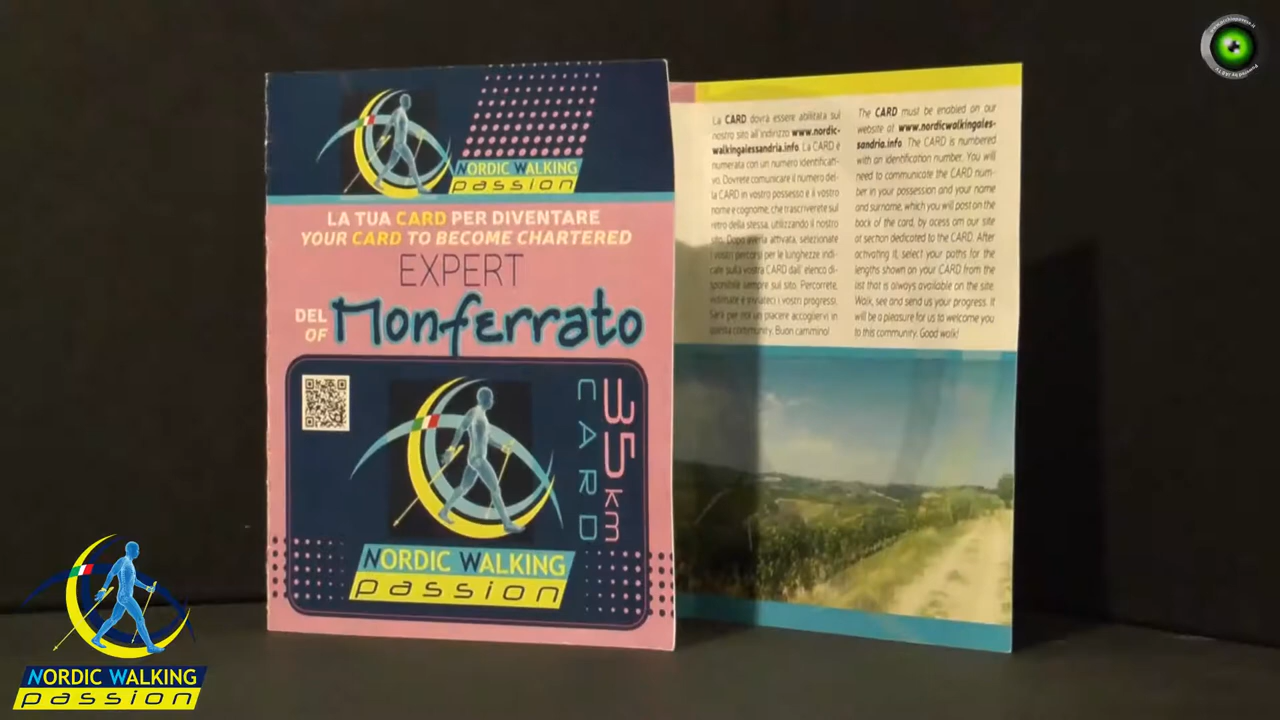 NORDIC WALKING
passion
LA TUA CARD PER DIVENTARE
YOUR CARD TO BECOME CHARTERED
EXPERT
DEL
OF
Monferrato
35km
CARD
NORDIC WALKING
passion
La CARD dovrà essere abilitata sul
nostro sito all'indirizzo www.nordic-
walkingalessandria.info. La CARD è
numerata con un numero identificati-
vo. Dovrete comunicare il numero del-
la CARD in vostro possesso e il vostro
nome e cognome, che trascriverete sul
retro della stessa, utilizzando il nostro
sito. Dopo averla attivata, selezionate
i vostri percorsi per le lunghezze indi-
cate sulla vostra CARD dall' elenco di-
sponibile sempre sul sito. Percorrete,
e inviateci i vostri progressi.
Sarà per noi un piacere accogliervi in
questa community. Buon cammino!
The CARD must be enabled on our
website at www.nordicwalkingales-
sandria.info. The CARD is numbered
with an identification number. You will
need to communicate the CARD num-
ber in your possession and your name
and surname, which you will post on the
back of the card, by acess am our site
at section dedicated to the CARD. After
activating it, select your paths for the
lengths shown on your CARD from the
list that is always available on the site.
Walk, see and send us your progress. It
will be a pleasure for us to welcome you
to this community. Good walk!
NORDIC WALKING
passion